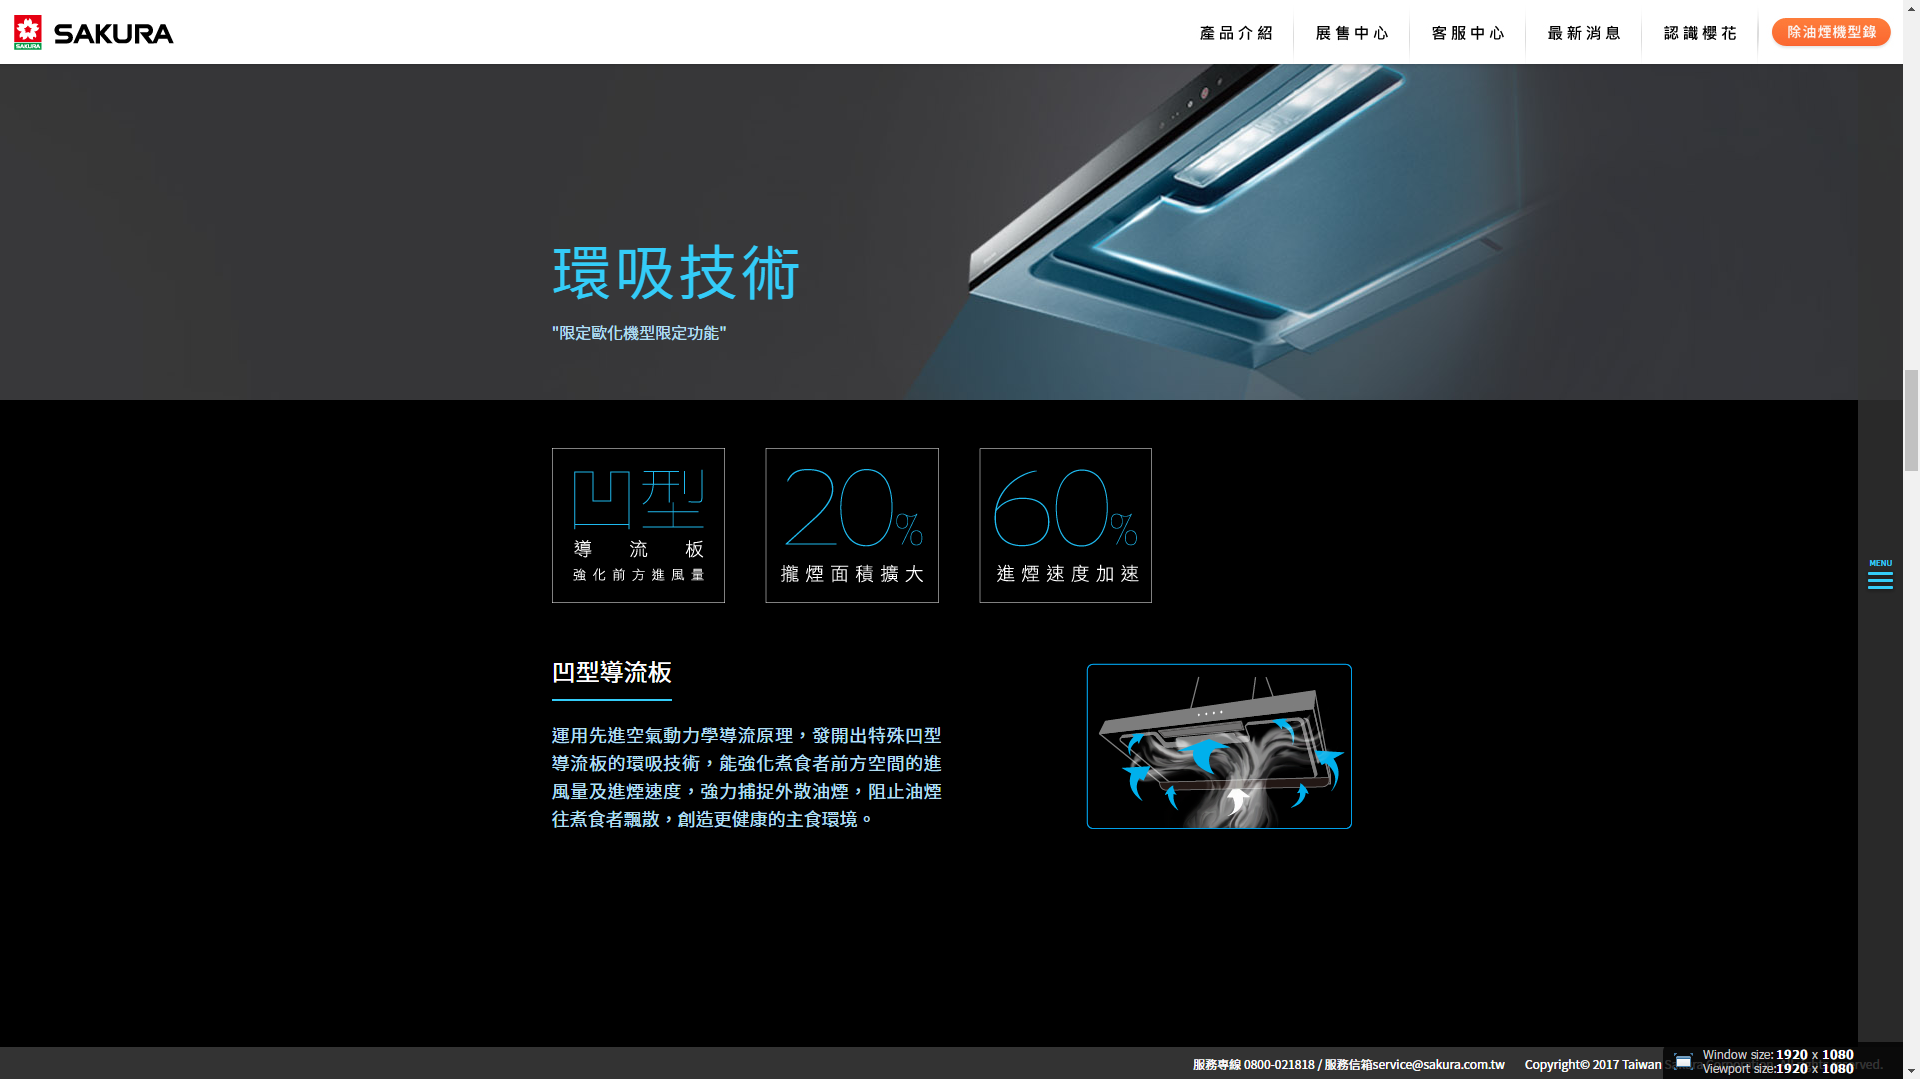 SAKURA
SAKURA
產品介紹
展售中心
客服中心
最新消息
認識櫻花
除油煙機型錄
環吸技術
"限定歐化機型限定功能"
凹型
導流板
強化前方進風量
20%
攏煙面積擴大
60%
進煙速度加速
MENU
凹型導流板
運用先進空氣動力學導流原理，發開出特殊凹型
導流板的環吸技術，能強化煮食者前方空間的進
風量及進煙速度，強力捕捉外散油煙，阻止油煙
往煮食者飄散，創造更健康的主食環境。
服務專線 0800-021818 / 服務信箱service@sakura.com.tw
Copyright© 2017 Taiwan Sakura Corporation. All rights reserved.
Window size: 1920 x 1080
Viewport size: 1920 x 1080